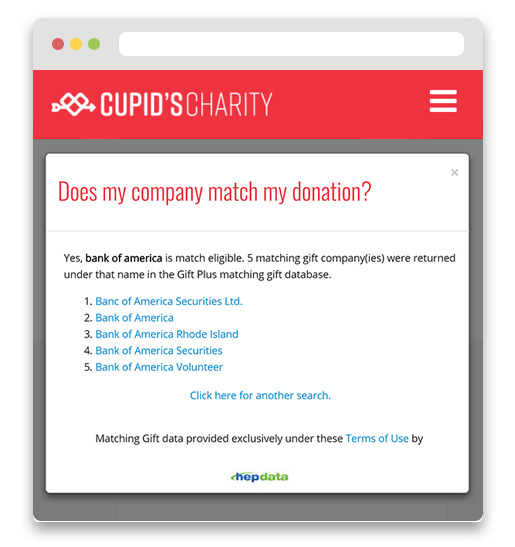 CUPID'S CHARITY
×
Does my company match my donation?
Yes, bank of america is match eligible. 5 matching gift company(ies) were returned
under that name in the Gift Plus matching gift database.
1. Banc of America Securities Ltd.
2. Bank of America
3. Bank of America Rhode Island
4. Bank of America Securities
5. Bank of America Volunteer
Click here for another search.
Matching Gift data provided exclusively under these Terms of Use by
hepdata